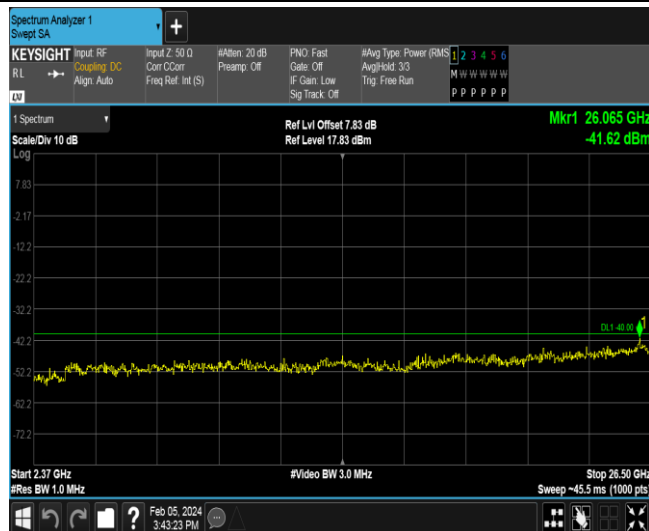 Spectrum Analyzer 1
Swept SA
+
KEYSIGHT
RL
LXI
Input: RF
Coupling: DC
Align: Auto
Input Z: 50 Ω
Corr CCorr
Freq Ref: Int (S)
#Atten: 20 dB
Preamp: Off
PNO: Fast
Gate: Off
IF Gain: Low
Sig Track: Off
#Avg Type: Power (RMS
Avg|Hold: 3/3
Trig: Free Run
1 2 3 4 5 6
M W W W W W
P P P P P P
1 Spectrum
Scale/Div 10 dB
Log
Ref Lvl Offset 7.83 dB
Ref Level 17.83 dBm
Mkr1 26.065 GHz
-41.62 dBm
7.83
-2.17
-12.2
-22.2
-32.2
DL1 -40.00
1
-42.2
-52.2
-62.2
-72.2
Start 2.37 GHz
#Video BW 3.0 MHz
Stop 26.50 GHz
#Res BW 1.0 MHz
Sweep ~45.5 ms (1000 pts)
?
Feb 05, 2024
3:43:23 PM